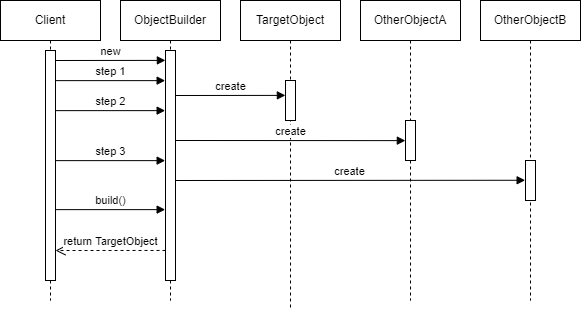 Client
ObjectBuilder
TargetObject
OtherObjectA
OtherObjectB
new
step 1
create
step 2
create
step 3
create
build()
return TargetObject